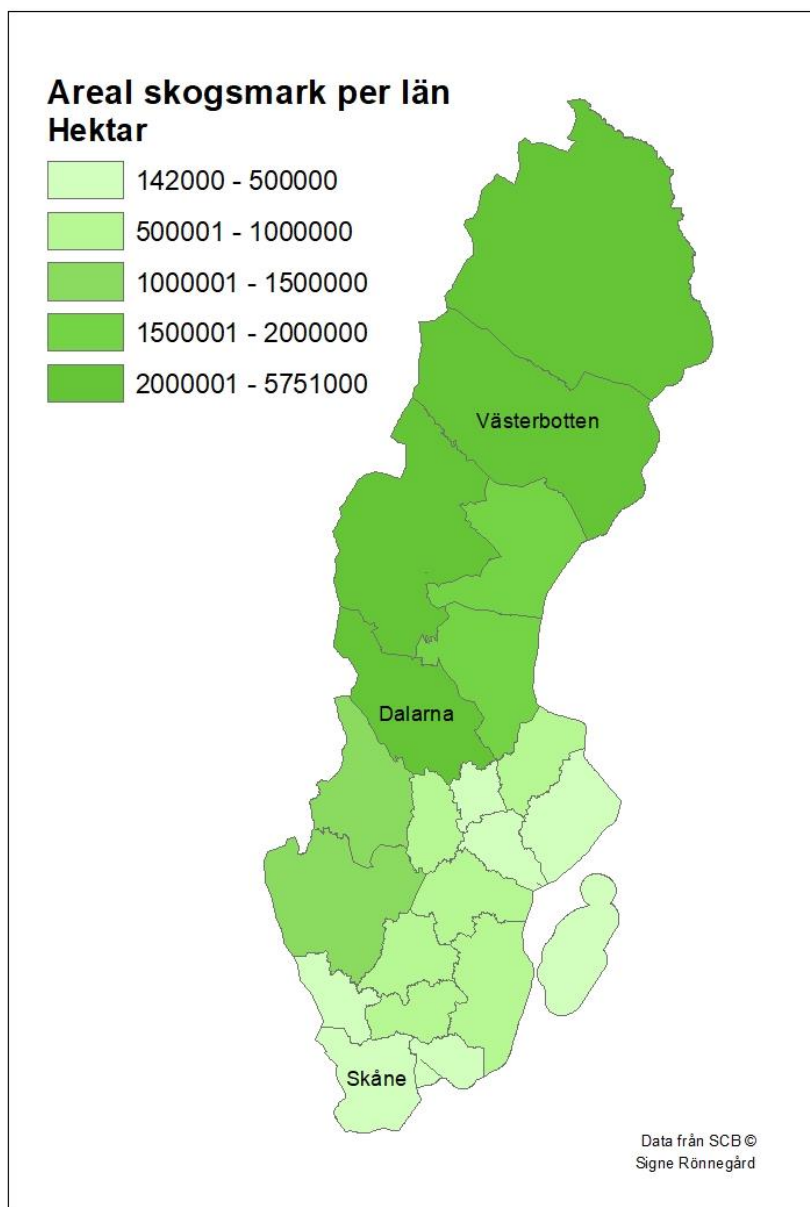 Areal skogsmark per län
Hektar
142000 - 500000
500001 - 1000000
1000001 - 1500000
1500001 - 2000000
2000001 - 5751000
Västerbotten
Dalarna
Skåne
Data från SCB ©
Signe Rönnegård